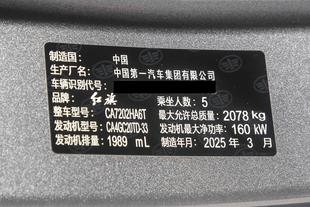 制造国： 中国
生产厂名： 中国第一汽车集团有限公司
车辆识别代号：
品牌： 红旗 乘坐人数： 5
整车型号： CA7202HA6T 最大允许总质量： 2078 kg
发动机型号： CA4GC20TD-33 发动机最大净功率： 160 kW
发动机排量： 1989 mL 制造年月： 2025 年 3 月